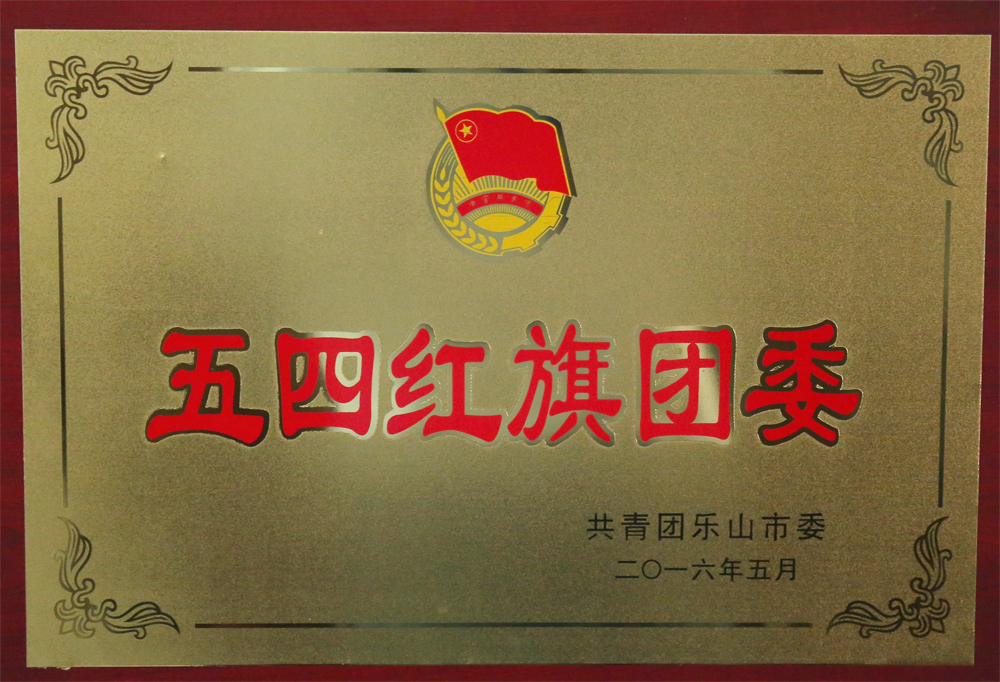 五四红旗团委
共青团乐山市委
二〇一六年五月